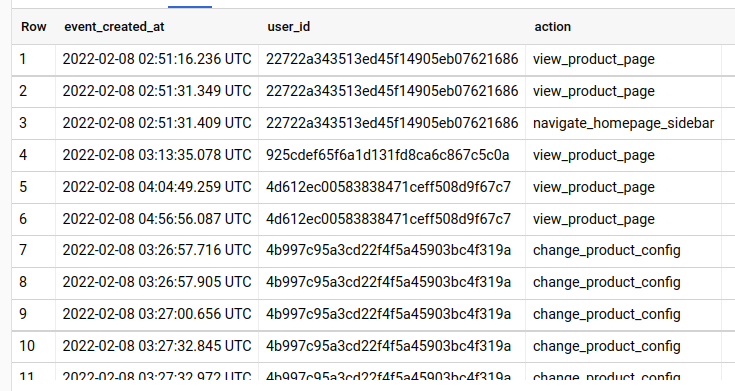 Row event_created_at user_id action
1 2022-02-08 02:51:16.236 UTC 22722a343513ed45f14905eb07621686 view_product_page
2 2022-02-08 02:51:31.349 UTC 22722a343513ed45f14905eb07621686 view_product_page
3 2022-02-08 02:51:31.409 UTC 22722a343513ed45f14905eb07621686 navigate_homepage_sidebar
4 2022-02-08 03:13:35.078 UTC 925cdef65f6a1d131fd8ca6c867c5c0a view_product_page
5 2022-02-08 04:04:49.259 UTC 4d612ec00583838471ceff508d9f67c7 view_product_page
6 2022-02-08 04:56:56.087 UTC 4d612ec00583838471ceff508d9f67c7 view_product_page
7 2022-02-08 03:26:57.716 UTC 4b997c95a3cd22f4f5a45903bc4f319a change_product_config
8 2022-02-08 03:26:57.905 UTC 4b997c95a3cd22f4f5a45903bc4f319a change_product_config
9 2022-02-08 03:27:00.656 UTC 4b997c95a3cd22f4f5a45903bc4f319a change_product_config
10 2022-02-08 03:27:32.845 UTC 4b997c95a3cd22f4f5a45903bc4f319a change_product_config
11 2022-02-08 03:27:32.972 UTC 4b997c95a3cd22f4f5a45903bc4f319a change_product_config